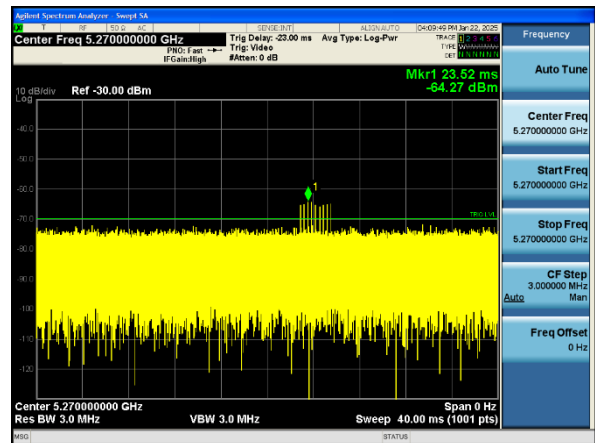 Agilent Spectrum Analyzer - Swept SA
T RF 50 Ω AC SENSE:INT ALIGN AUTO 04:09:49 PM Jan 22, 2025
Center Freq 5.270000000 GHz
PNO: Fast
IFGain:High
Trig Delay: -23.00 ms
Trig: Video
#Atten: 0 dB
Avg Type: Log-Pwr
TRACE 1 2 3 4 5 6
TYPE
DET N N N N N N
Mkr1 23.52 ms
-64.27 dBm
10 dB/div
Log
Ref -30.00 dBm
-40.0
-50.0
-60.0
-70.0
-80.0
-90.0
-100
-110
-120
1
TRIG LVL
Center 5.270000000 GHz
Span 0 Hz
Res BW 3.0 MHz
VBW 3.0 MHz
Sweep 40.00 ms (1001 pts)
MSG
STATUS
Frequency
Auto Tune
Center Freq
5.270000000 GHz
Start Freq
5.270000000 GHz
Stop Freq
5.270000000 GHz
CF Step
3.000000 MHz
Auto Man
Freq Offset
0 Hz